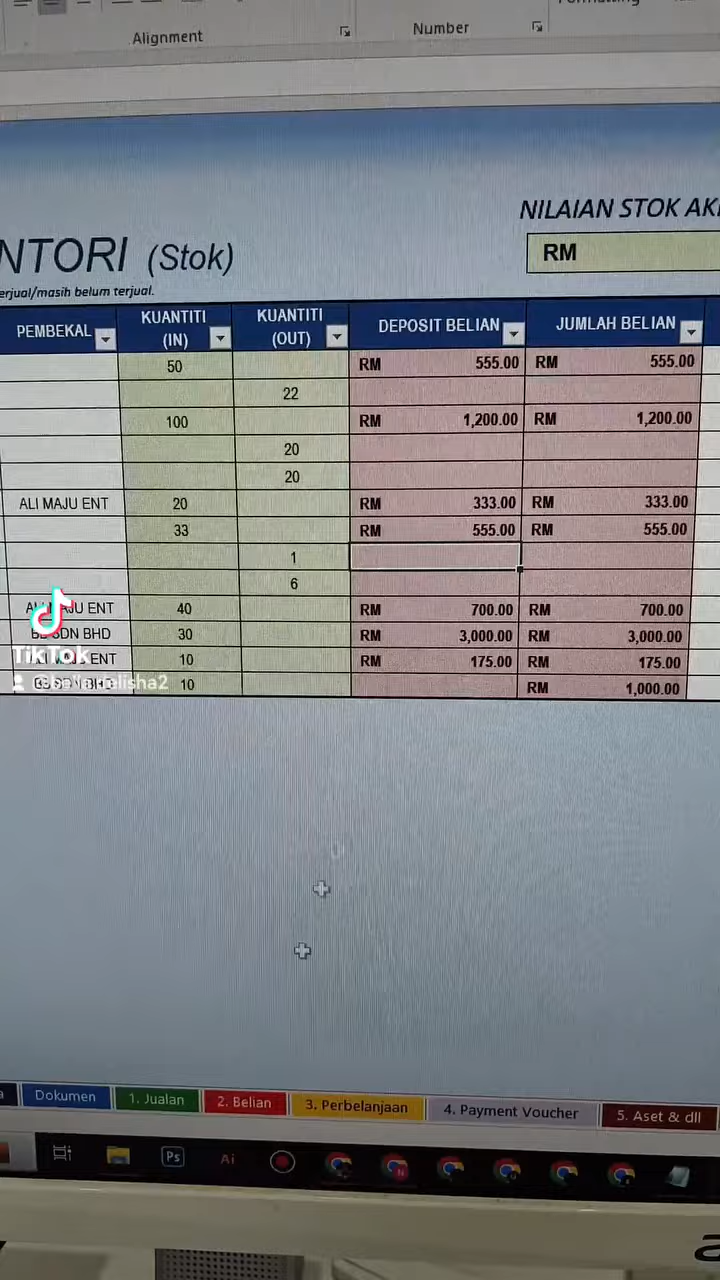 Alignment
Number
Formatting
NILAIAN STOK AK
NTORI (Stok)
RM
erjual/masih belum terjual.
PEMBEKAL KUANTITI (IN) KUANTITI (OUT) DEPOSIT BELIAN JUMLAH BELIAN
50 RM 555.00 RM 555.00
22
100 RM 1,200.00 RM 1,200.00
20
20
ALI MAJU ENT 20 RM 333.00 RM 333.00
33 RM 555.00 RM 555.00
1
6
ALI MAJU ENT 40 RM 700.00 RM 700.00
BB SDN BHD 30 RM 3,000.00 RM 3,000.00
TikTok
ENT 10 RM 175.00 RM 175.00
10 RM 1,000.00
a Dokumen 1. Jualan 2. Belian 3. Perbelanjaan 4. Payment Voucher 5. Aset & dll
Ps Ai